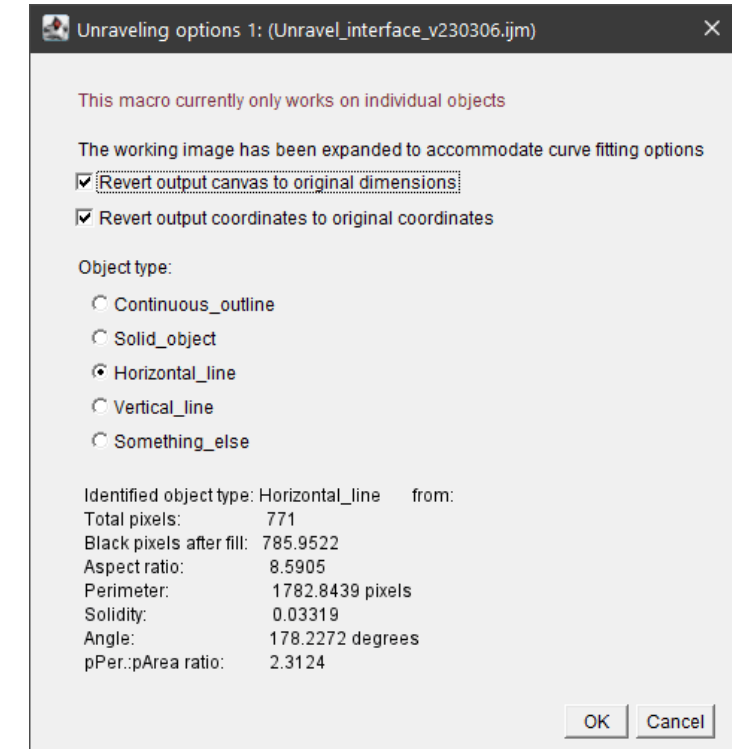 Unraveling options 1: (Unravel_interface_v230306.ijm)
This macro currently only works on individual objects
The working image has been expanded to accommodate curve fitting options
Revert output canvas to original dimensions
Revert output coordinates to original coordinates
Object type:
Continuous_outline
Solid_object
Horizontal_line
Vertical_line
Something_else
Identified object type: Horizontal_line from:
Total pixels: 771
Black pixels after fill: 785.9522
Aspect ratio: 8.5905
Perimeter: 1782.8439 pixels
Solidity: 0.03319
Angle: 178.2272 degrees
pPer.:pArea ratio: 2.3124
OK Cancel